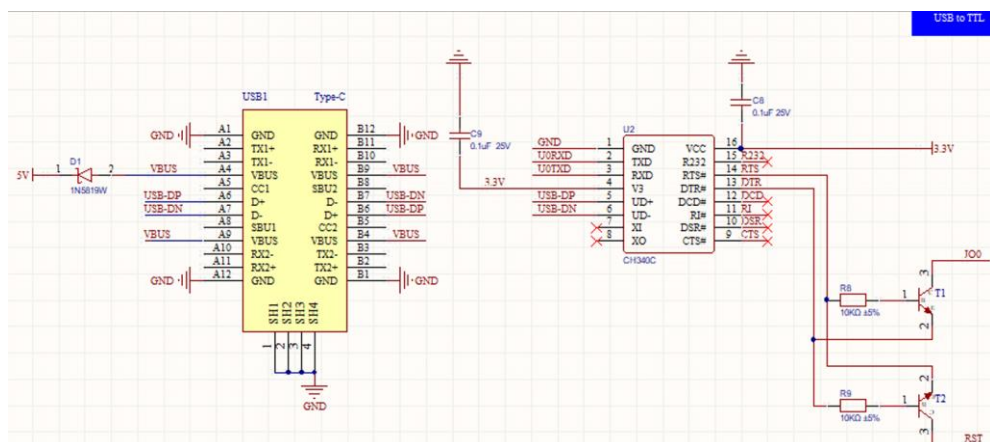 USB to TTL
USB1 Type-C
5V
1
D1
2
1N5819W
VBUS
GND
A1 GND GND B12 GND
A2 TX1+ RX1+ B11
A3 TX1- RX1- B10
A4 VBUS VBUS B9 VBUS
A5 CC1 SBU2 B8
USB-DP A6 D+ D- B7 USB-DN
USB-DN A7 D- D+ B6 USB-DP
A8 SBU1 CC2 B5
VBUS A9 VBUS VBUS B4 VBUS
A10 RX2- TX2- B3
A11 RX2+ TX2+ B2
GND A12 GND GND B1 GND
SH1 SH2 SH3 SH4
1 2 3 4
GND
C9
0.1uF 25V
3.3V
C8
0.1uF 25V
U2
GND 1 GND VCC 16 3.3V
U0RXD 2 TXD R232 15 R232
U0TXD 3 RXD RTS# 14 RTS
4 V3 DTR# 13 DTR
USB-DP 5 UD+ DCD# 12 DCD
USB-DN 6 UD- RI# 11 RI
7 XI DSR# 10 DSR
8 XO CTS# 9 CTS
CH340C
R8
10KΩ ±5%
1
3
T1
2
R9
10KΩ ±5%
1
2
T2
3
RST